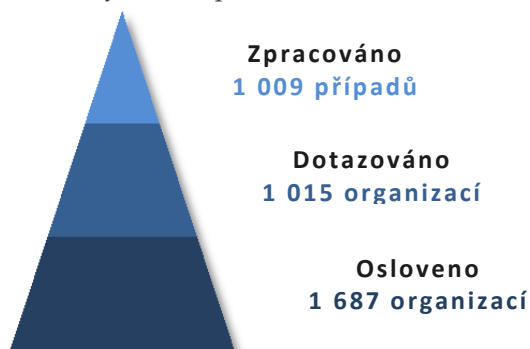 Zpracováno
1 009 případů
Dotazováno
1 015 organizací
Osloveno
1 687 organizací